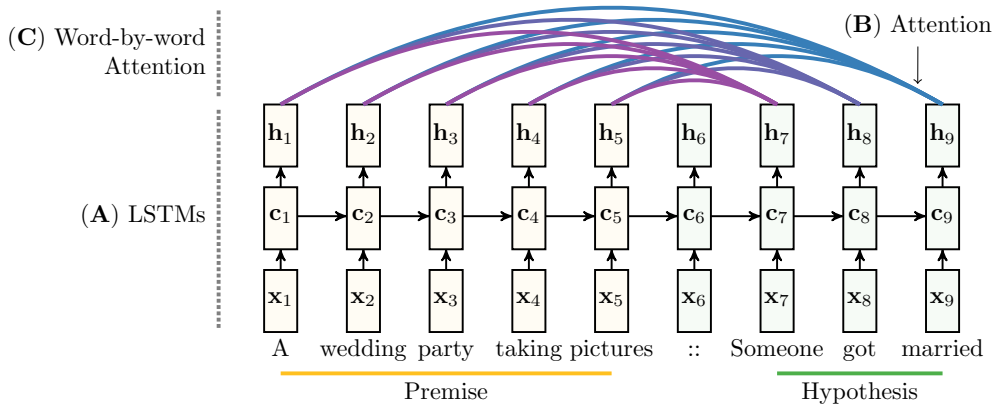 (C) Word-by-word
Attention
(B) Attention
h1 h2 h3 h4 h5 h6 h7 h8 h9
(A) LSTMs
c1 c2 c3 c4 c5 c6 c7 c8 c9
x1 x2 x3 x4 x5 x6 x7 x8 x9
A wedding party taking pictures :: Someone got married
Premise Hypothesis